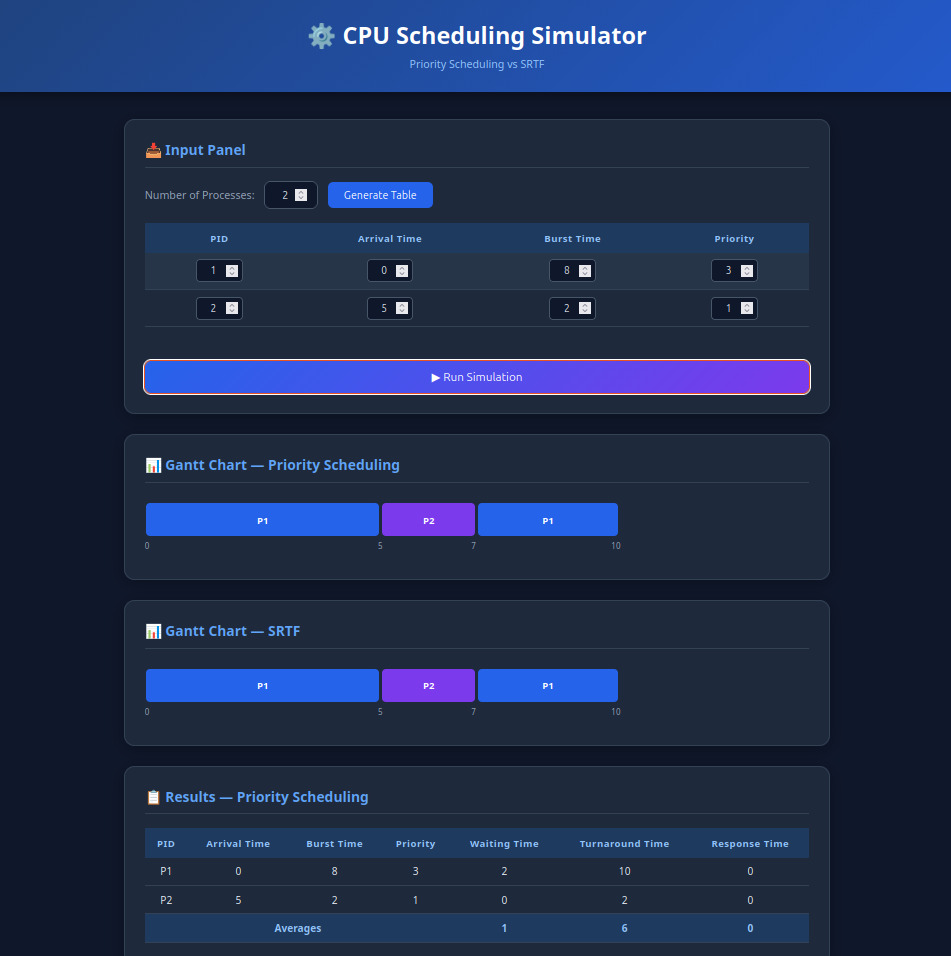 ⚙️ CPU Scheduling Simulator
Priority Scheduling vs SRTF
📥 Input Panel
Number of Processes: 2 Generate Table
PID Arrival Time Burst Time Priority
1 0 8 3
2 5 2 1
▶ Run Simulation
📊 Gantt Chart — Priority Scheduling
P1 P2 P1
0 5 7 10
📊 Gantt Chart — SRTF
P1 P2 P1
0 5 7 10
📋 Results — Priority Scheduling
PID Arrival Time Burst Time Priority Waiting Time Turnaround Time Response Time
P1 0 8 3 2 10 0
P2 5 2 1 0 2 0
Averages 1 6 0